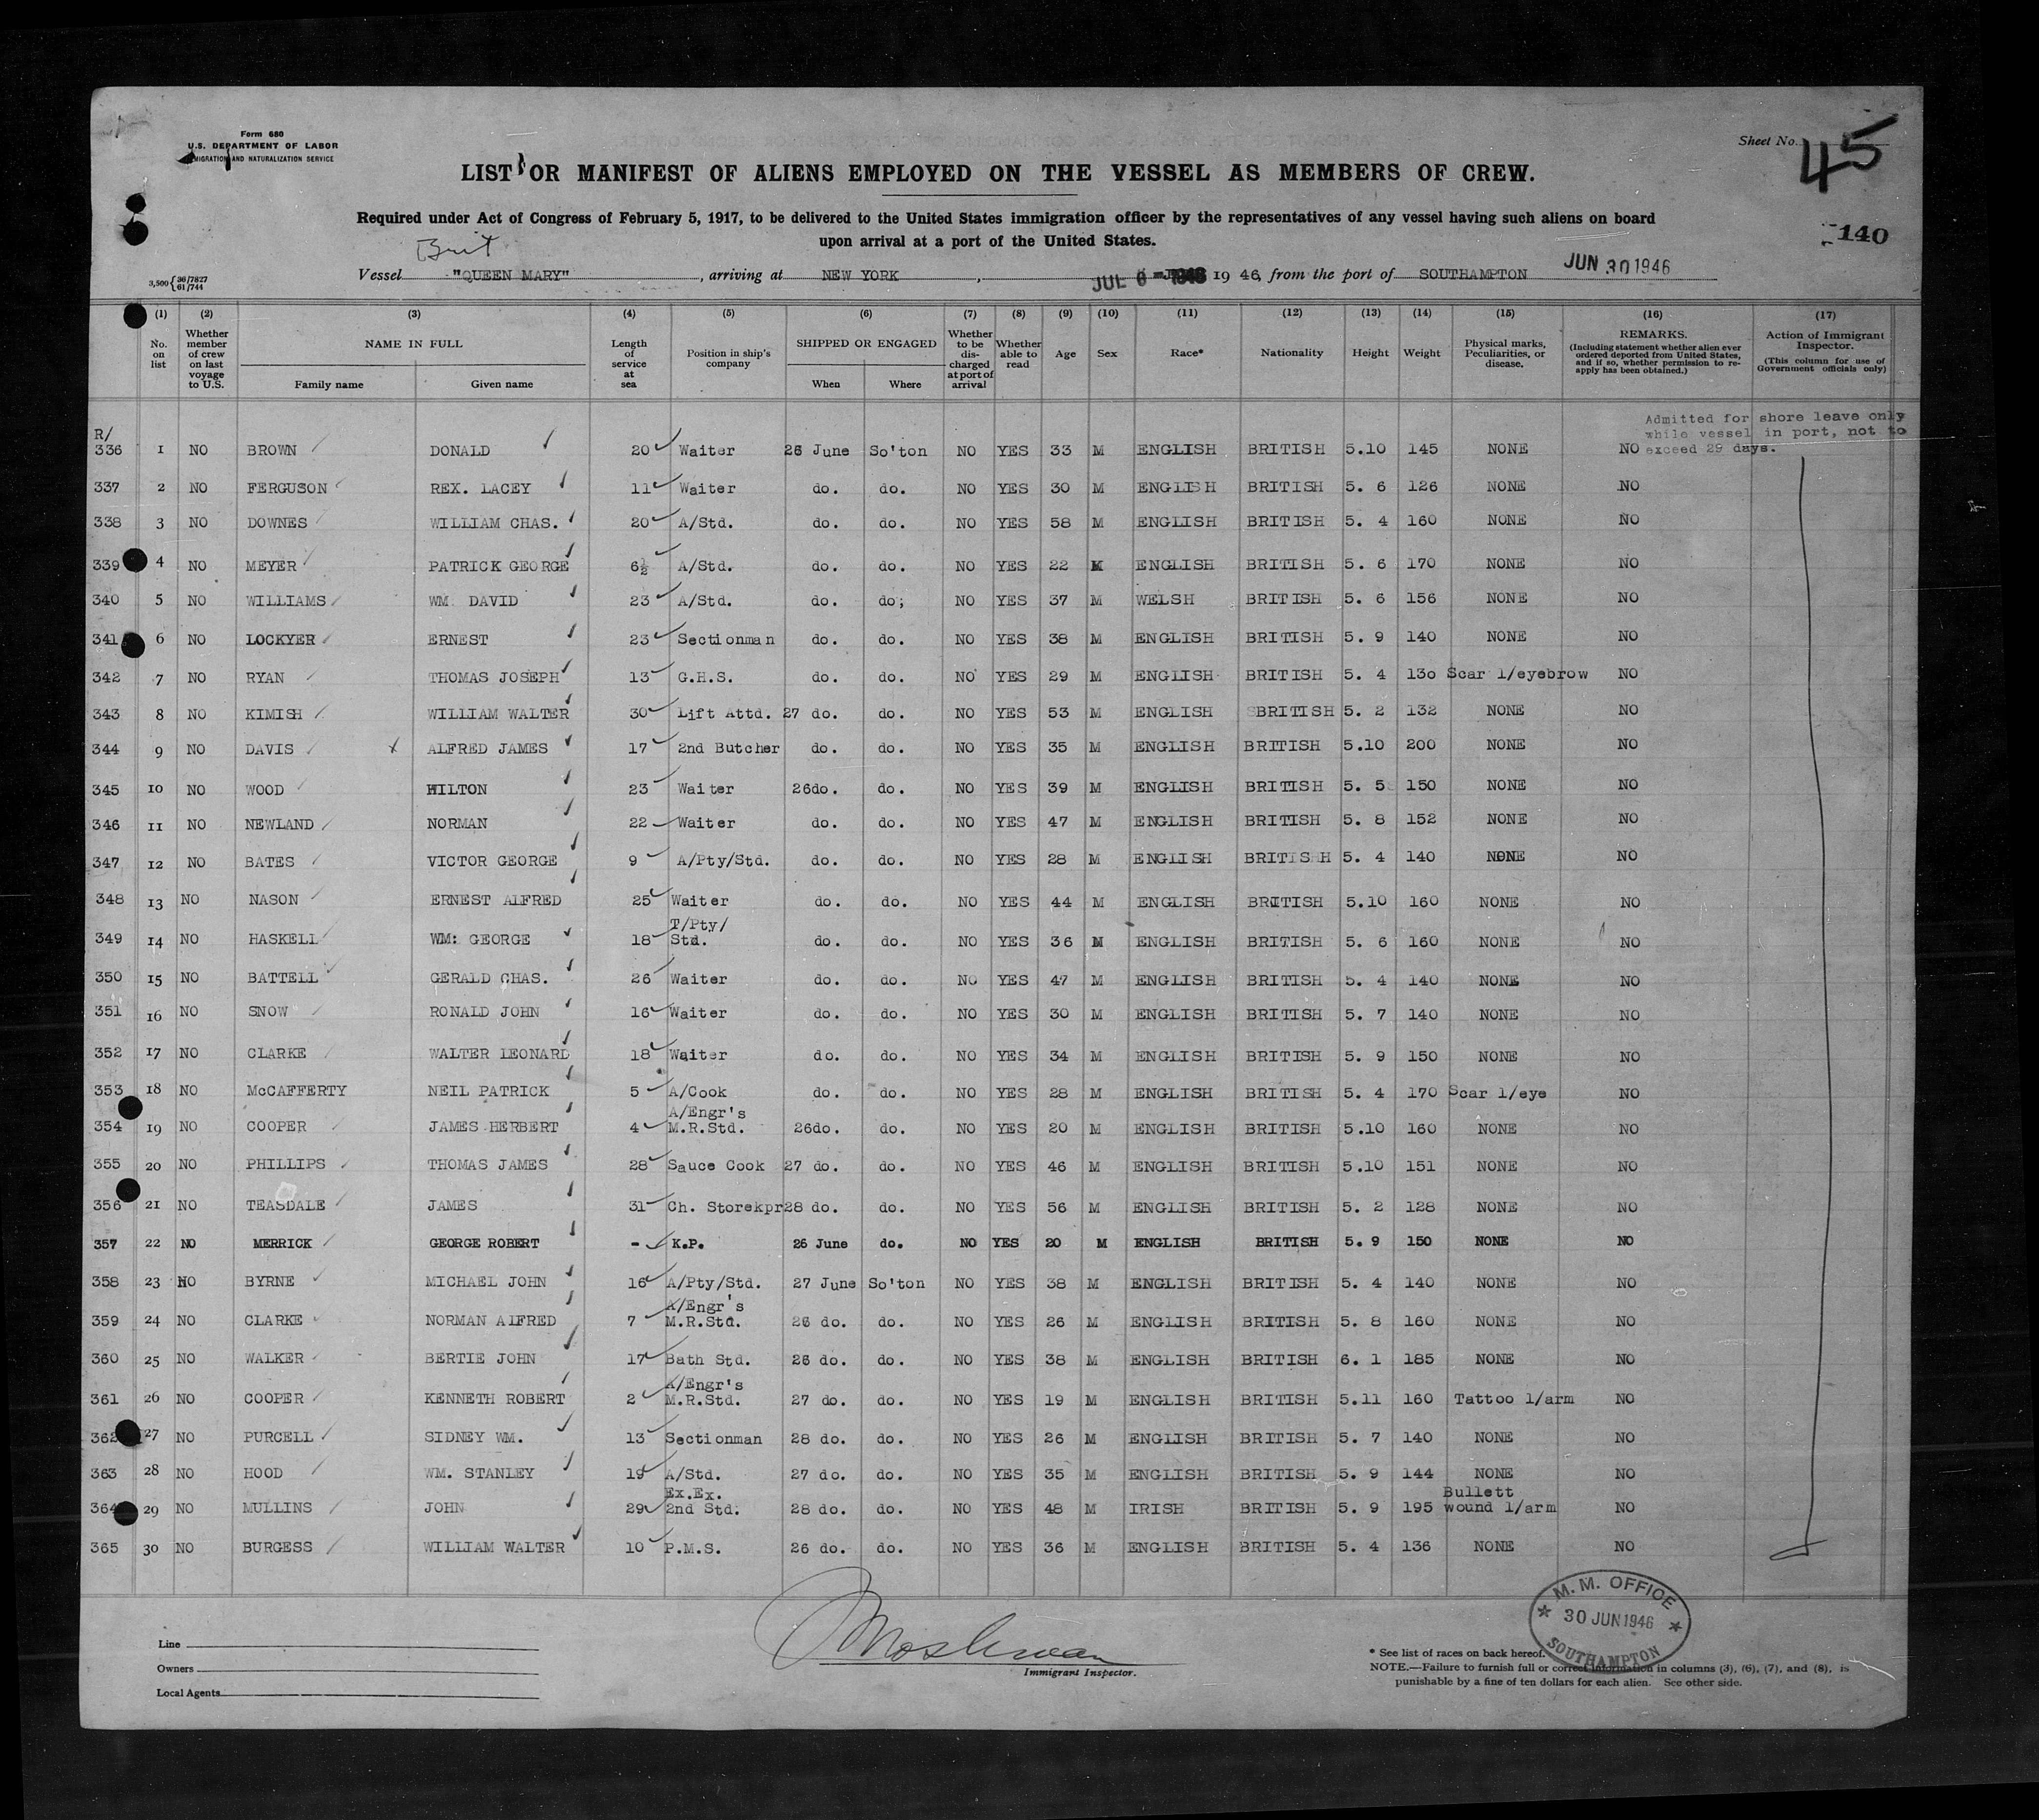 Form 680
U.S. DEPARTMENT OF LABOR
IMMIGRATION AND NATURALIZATION SERVICE
Sheet No. 45
LIST OR MANIFEST OF ALIENS EMPLOYED ON THE VESSEL AS MEMBERS OF CREW.
Required under Act of Congress of February 5, 1917, to be delivered to the United States immigration officer by the representatives of any vessel having such aliens on board
upon arrival at a port of the United States.
140
Brit
3,500 { 36/7827 61/744
Vessel "QUEEN MARY" , arriving at NEW YORK , JUL 6 1946 19 46, from the port of SOUTHAMPTON JUN 30 1946
(1) (2) (3) (4) (5) (6) (7) (8) (9) (10) (11) (12) (13) (14) (15) (16) (17)
No. on list Whether member of crew on last voyage to U.S. NAME IN FULL Family name Given name Length of service at sea Position in ship's company SHIPPED OR ENGAGED When Where Whether to be discharged at port of arrival Whether able to read Age Sex Race* Nationality Height Weight Physical marks, Peculiarities, or disease. REMARKS. (Including statement whether alien ever ordered deported from United States, and if so, whether permission to re-apply has been obtained.) Action of Immigrant Inspector. (This column for use of Government officials only)
Admitted for shore leave only
while vessel in port, not to
exceed 29 days.
R/
336 1 NO BROWN DONALD 20 Waiter 26 June So'ton NO YES 33 M ENGLISH BRITISH 5.10 145 NONE NO
337 2 NO FERGUSON REX. LACEY 11 Waiter do. do. NO YES 30 M ENGLISH BRITISH 5. 6 126 NONE NO
338 3 NO DOWNES WILLIAM CHAS. 20 A/Std. do. do. NO YES 58 M ENGLISH BRITISH 5. 4 160 NONE NO
339 4 NO MEYER PATRICK GEORGE 6½ A/Std. do. do. NO YES 22 M ENGLISH BRITISH 5. 6 170 NONE NO
340 5 NO WILLIAMS WM. DAVID 23 A/Std. do. do; NO YES 37 M WELSH BRITISH 5. 6 156 NONE NO
341 6 NO LOCKYER ERNEST 23 Sectionman do. do. NO YES 38 M ENGLISH BRITISH 5. 9 140 NONE NO
342 7 NO RYAN THOMAS JOSEPH 13 G.H.S. do. do. NO YES 29 M ENGLISH BRITISH 5. 4 130 Scar l/eyebrow NO
343 8 NO KIMISH WILLIAM WALTER 30 Lift Attd. 27 do. do. NO YES 53 M ENGLISH BRITISH 5. 2 132 NONE NO
344 9 NO DAVIS x ALFRED JAMES 17 2nd Butcher do. do. NO YES 35 M ENGLISH BRITISH 5.10 200 NONE NO
345 10 NO WOOD HILTON 23 Waiter 26do. do. NO YES 39 M ENGLISH BRITISH 5. 5 150 NONE NO
346 11 NO NEWLAND NORMAN 22 Waiter do. do. NO YES 47 M ENGLISH BRITISH 5. 8 152 NONE NO
347 12 NO BATES VICTOR GEORGE 9 A/Pty/Std. do. do. NO YES 28 M ENGLISH BRITISH 5. 4 140 NONE NO
348 13 NO NASON ERNEST ALFRED 25 Waiter do. do. NO YES 44 M ENGLISH BRITISH 5.10 160 NONE NO
349 14 NO HASKELL WM: GEORGE 18 T/Pty/ Std. do. do. NO YES 36 M ENGLISH BRITISH 5. 6 160 NONE NO
350 15 NO BATTELL GERALD CHAS. 26 Waiter do. do. NO YES 47 M ENGLISH BRITISH 5. 4 140 NONE NO
351 16 NO SNOW RONALD JOHN 16 Waiter do. do. NO YES 30 M ENGLISH BRITISH 5. 7 140 NONE NO
352 17 NO CLARKE WALTER LEONARD 18 Waiter do. do. NO YES 34 M ENGLISH BRITISH 5. 9 150 NONE NO
353 18 NO McCAFFERTY NEIL PATRICK 5 A/Cook do. do. NO YES 28 M ENGLISH BRITISH 5. 4 170 Scar l/eye NO
354 19 NO COOPER JAMES HERBERT 4 A/Engr's M.R.Std. 26do. do. NO YES 20 M ENGLISH BRITISH 5.10 160 NONE NO
355 20 NO PHILLIPS THOMAS JAMES 28 Sauce Cook 27 do. do. NO YES 46 M ENGLISH BRITISH 5.10 151 NONE NO
356 21 NO TEASDALE JAMES 31 Ch. Storekpr 28 do. do. NO YES 56 M ENGLISH BRITISH 5. 2 128 NONE NO
357 22 NO MERRICK GEORGE ROBERT - K.P. 26 June do. NO YES 20 M ENGLISH BRITISH 5. 9 150 NONE NO
358 23 NO BYRNE MICHAEL JOHN 16 A/Pty/Std. 27 June So'ton NO YES 38 M ENGLISH BRITISH 5. 4 140 NONE NO
359 24 NO CLARKE NORMAN ALFRED 7 A/Engr's M.R.Std. 26 do. do. NO YES 26 M ENGLISH BRITISH 5. 8 160 NONE NO
360 25 NO WALKER BERTIE JOHN 17 Bath Std. 26 do. do. NO YES 38 M ENGLISH BRITISH 6. 1 185 NONE NO
361 26 NO COOPER KENNETH ROBERT 2 A/Engr's M.R.Std. 27 do. do. NO YES 19 M ENGLISH BRITISH 5.11 160 Tattoo l/arm NO
362 27 NO PURCELL SIDNEY WM. 13 Sectionman 28 do. do. NO YES 26 M ENGLISH BRITISH 5. 7 140 NONE NO
363 28 NO HOOD WM. STANLEY 19 A/Std. 27 do. do. NO YES 35 M ENGLISH BRITISH 5. 9 144 NONE NO
364 29 NO MULLINS JOHN 29 Ex.Ex. 2nd Std. 28 do. do. NO YES 48 M IRISH BRITISH 5. 9 195 Bullett wound l/arm NO
365 30 NO BURGESS WILLIAM WALTER 10 P.M.S. 26 do. do. NO YES 36 M ENGLISH BRITISH 5. 4 136 NONE NO
M. M. OFFICE
30 JUN 1946
SOUTHAMPTON
Line
Owners
Local Agents
Immigrant Inspector.
* See list of races on back hereof.
NOTE.—Failure to furnish full or correct information in columns (3), (6), (7), and (8), is
punishable by a fine of ten dollars for each alien. See other side.